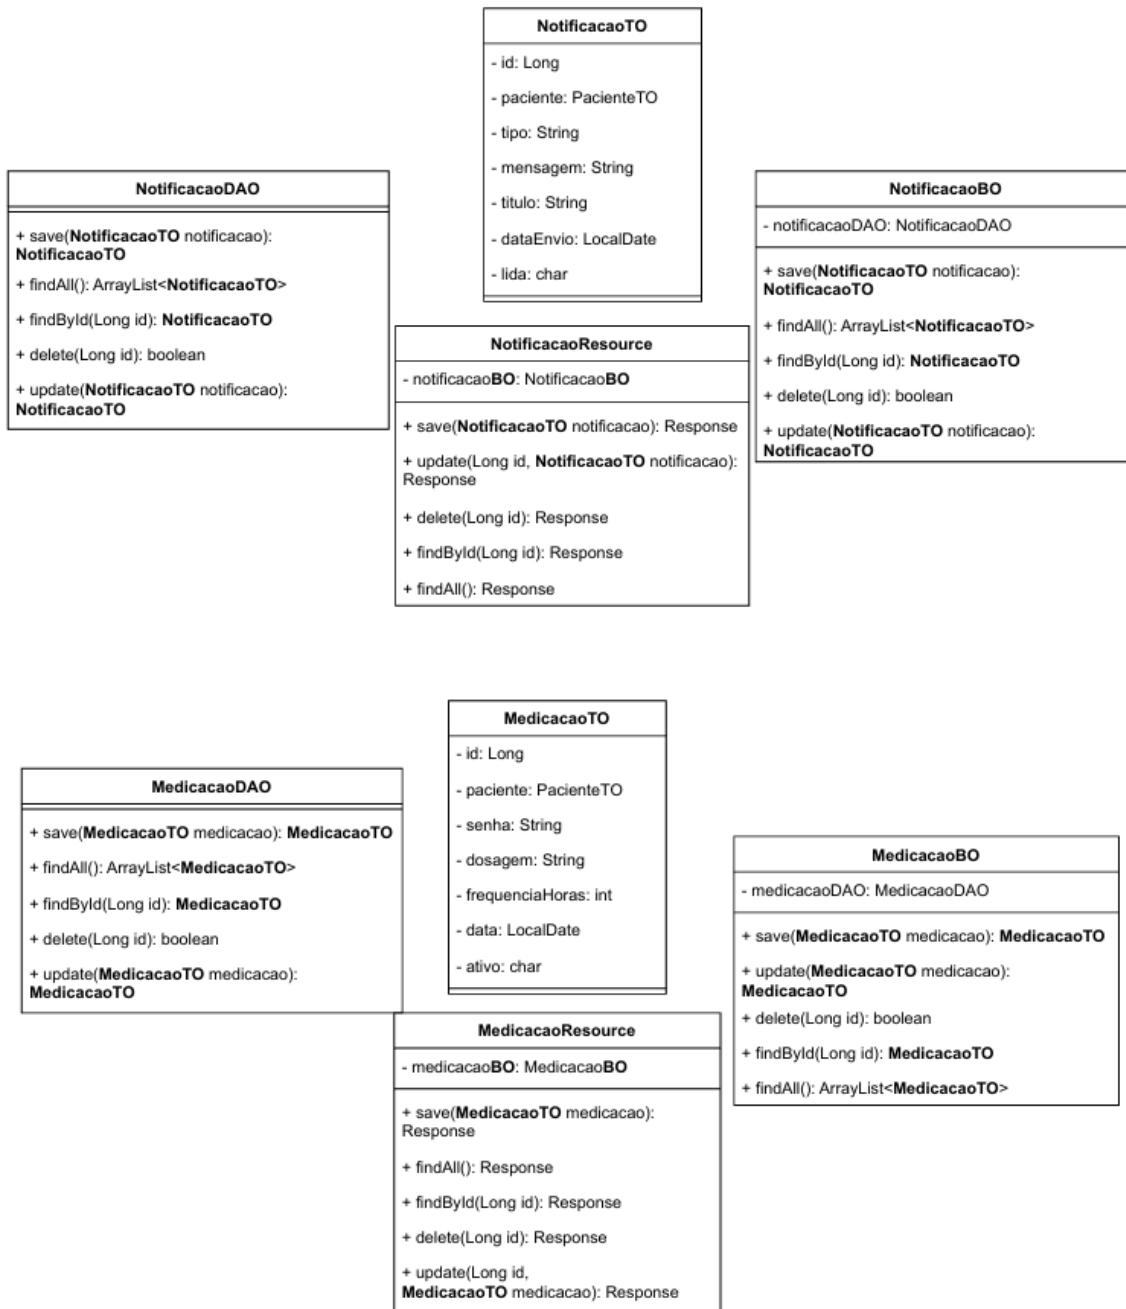 NotificacaoTO
- id: Long
- paciente: PacienteTO
- tipo: String
- mensagem: String
- titulo: String
- dataEnvio: LocalDate
- lida: char
NotificacaoDAO
+ save(NotificacaoTO notificacao):
NotificacaoTO
+ findAll(): ArrayList<NotificacaoTO>
+ findById(Long id): NotificacaoTO
+ delete(Long id): boolean
+ update(NotificacaoTO notificacao):
NotificacaoTO
NotificacaoBO
- notificacaoDAO: NotificacaoDAO
+ save(NotificacaoTO notificacao):
NotificacaoTO
+ findAll(): ArrayList<NotificacaoTO>
+ findById(Long id): NotificacaoTO
+ delete(Long id): boolean
+ update(NotificacaoTO notificacao):
NotificacaoTO
NotificacaoResource
- notificacaoBO: NotificacaoBO
+ save(NotificacaoTO notificacao): Response
+ update(Long id, NotificacaoTO notificacao):
Response
+ delete(Long id): Response
+ findById(Long id): Response
+ findAll(): Response
MedicacaoTO
- id: Long
- paciente: PacienteTO
- senha: String
- dosagem: String
- frequenciaHoras: int
- data: LocalDate
- ativo: char
MedicacaoDAO
+ save(MedicacaoTO medicacao): MedicacaoTO
+ findAll(): ArrayList<MedicacaoTO>
+ findById(Long id): MedicacaoTO
+ delete(Long id): boolean
+ update(MedicacaoTO medicacao):
MedicacaoTO
MedicacaoBO
- medicacaoDAO: MedicacaoDAO
+ save(MedicacaoTO medicacao): MedicacaoTO
+ update(MedicacaoTO medicacao):
MedicacaoTO
+ delete(Long id): boolean
+ findById(Long id): MedicacaoTO
+ findAll(): ArrayList<MedicacaoTO>
MedicacaoResource
- medicacaoBO: MedicacaoBO
+ save(MedicacaoTO medicacao):
Response
+ findAll(): Response
+ findById(Long id): Response
+ delete(Long id): Response
+ update(Long id,
MedicacaoTO medicacao): Response